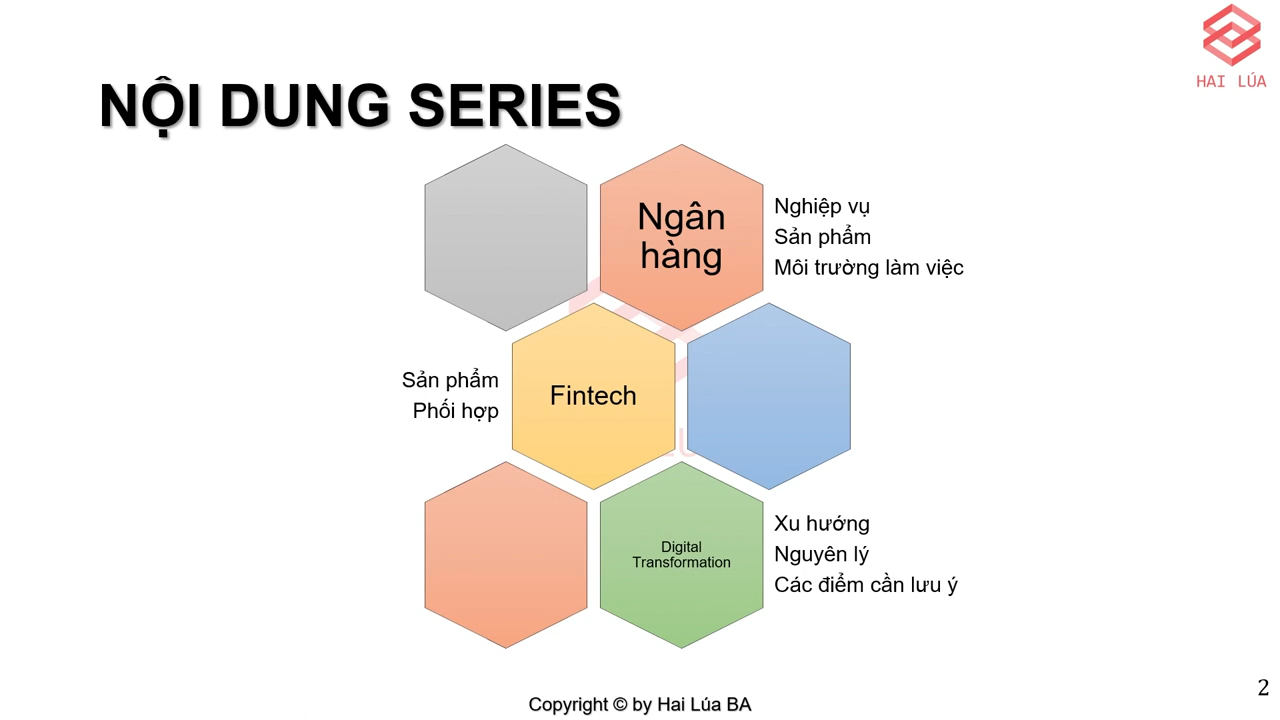 HAI LÚA
NỘI DUNG SERIES
Ngân
hàng
Nghiệp vụ
Sản phẩm
Môi trường làm việc
Sản phẩm
Phối hợp
Fintech
Digital
Transformation
Xu hướng
Nguyên lý
Các điểm cần lưu ý
Copyright © by Hai Lúa BA
2